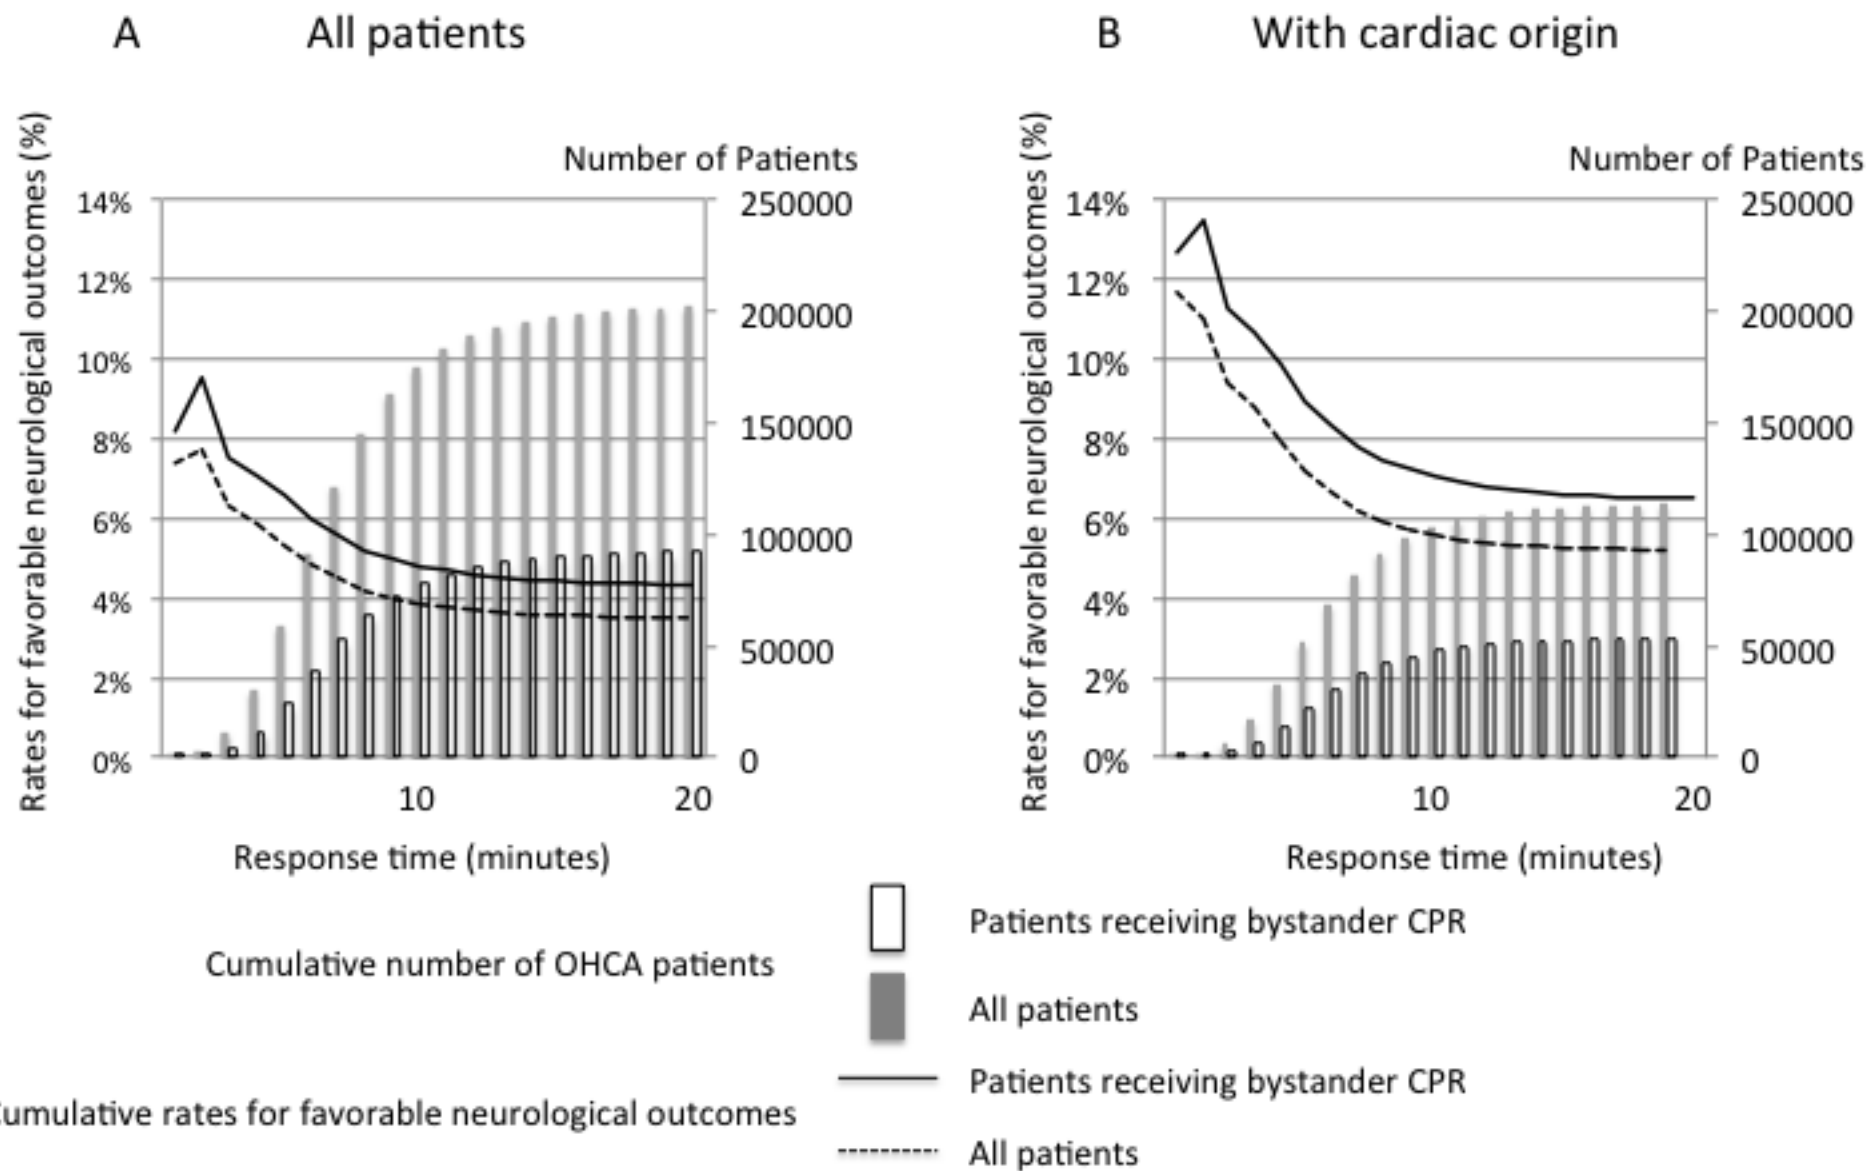 A All patients
B With cardiac origin
Rates for favorable neurological outcomes (%)
Number of Patients
14%
12%
10%
8%
6%
4%
2%
0%
250000
200000
150000
100000
50000
0
10 20
Response time (minutes)
Rates for favorable neurological outcomes (%)
Number of Patients
14%
12%
10%
8%
6%
4%
2%
0%
250000
200000
150000
100000
50000
0
10 20
Response time (minutes)
Cumulative number of OHCA patients
Patients receiving bystander CPR
All patients
umulative rates for favorable neurological outcomes
Patients receiving bystander CPR
All patients